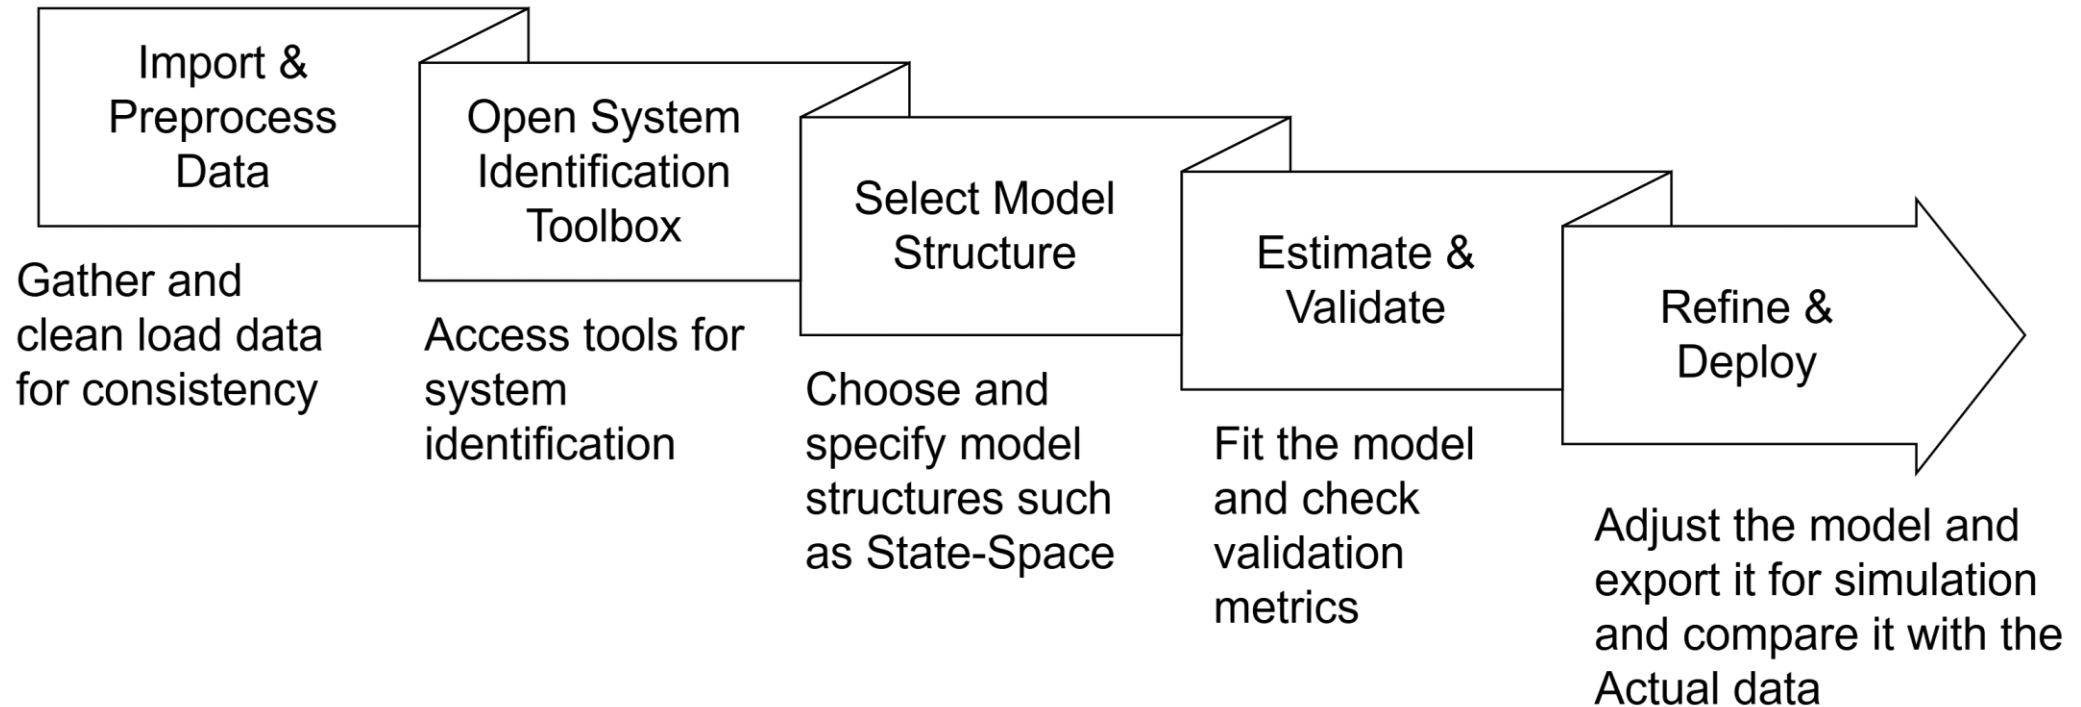 Import &
Preprocess
Data
Gather and
clean load data
for consistency
Open System
Identification
Toolbox
Access tools for
system
identification
Select Model
Structure
Choose and
specify model
structures such
as State-Space
Estimate &
Validate
Fit the model
and check
validation
metrics
Refine &
Deploy
Adjust the model and
export it for simulation
and compare it with the
Actual data